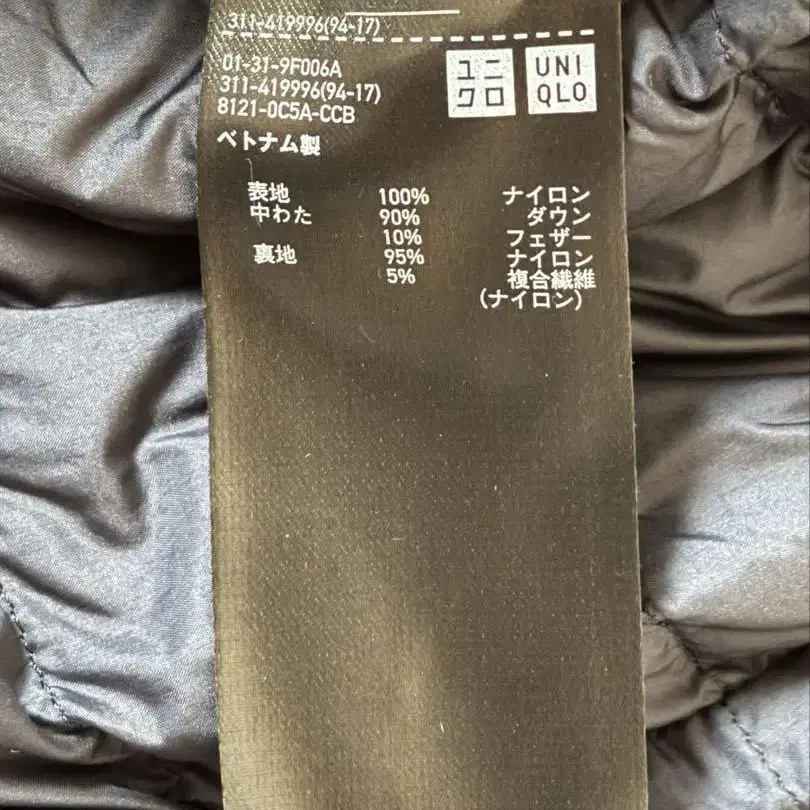 311-419996(94-17)
01-31-9F006A
311-419996(94-17)
8121-0C5A-CCB
ユニクロ
UNI
QLO
ベトナム製
表地 100% ナイロン
中わた 90% ダウン
10% フェザー
裏地 95% ナイロン
5% 複合繊維
(ナイロン)